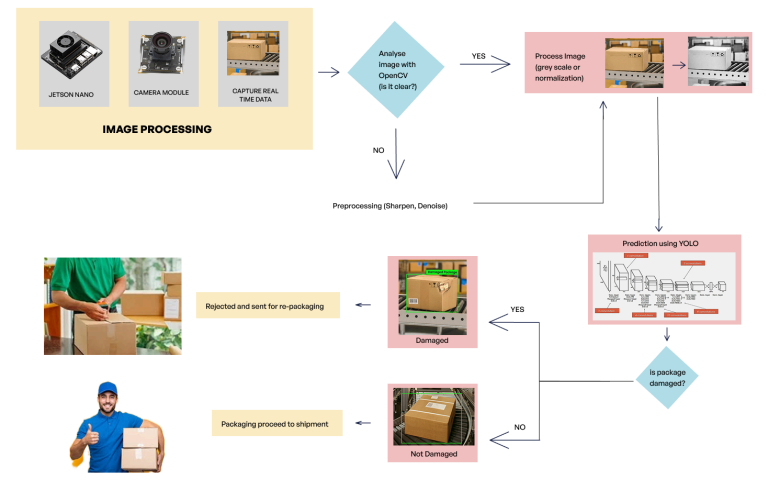 JETSON NANO
CAMERA MODULE
CAPTURE REAL
TIME DATA
IMAGE PROCESSING
Analyse
image with
OpenCV
(is it clear?)
YES
Process Image
(grey scale or
normalization)
NO
Preprocessing (Sharpen, Denoise)
Prediction using YOLO
is package
damaged?
YES
Damaged Package
Damaged
Rejected and sent for re-packaging
NO
Not Damaged
Packaging proceed to shipment